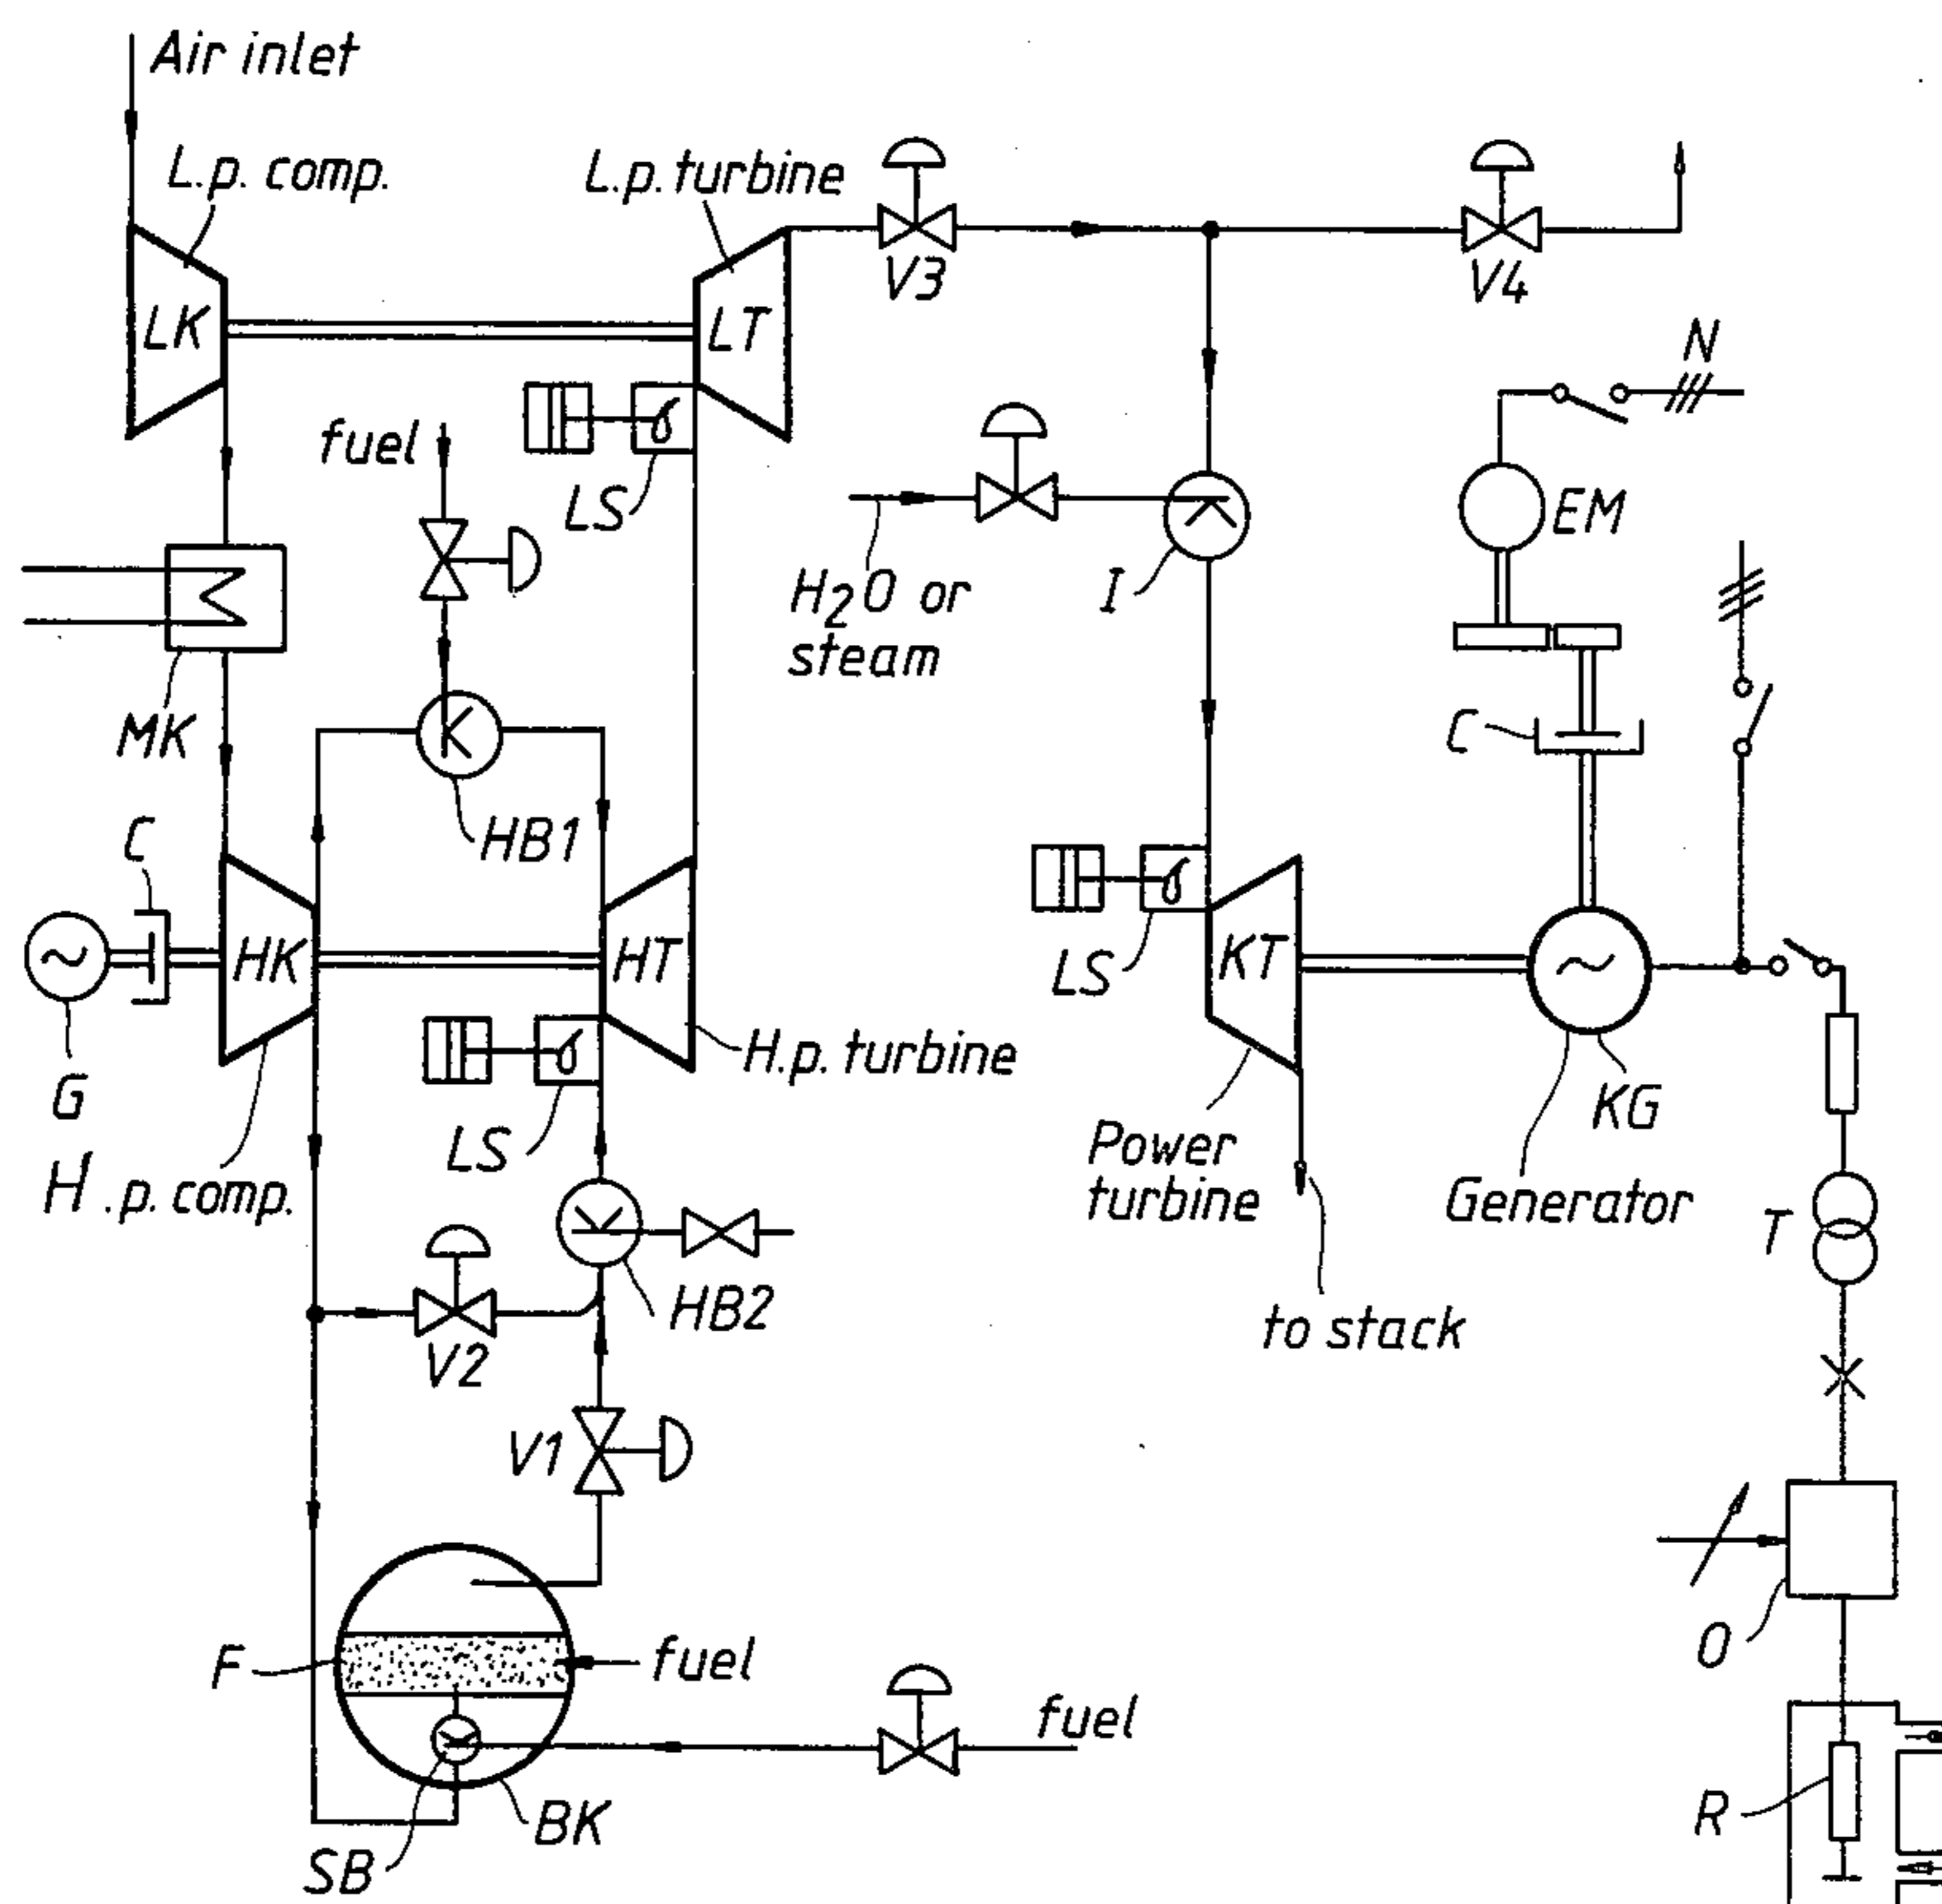 Air inlet
L.p. comp.
L.p. turbine
V3
V4
LK
LT
N
fuel
LS
EM
H2O or
steam
I
MK
C
HB1
C
HK
HT
LS
KT
H.p. turbine
G
KG
LS
Power
turbine
H.p. comp.
Generator
T
HB2
to stack
V2
V1
O
F
fuel
fuel
R
BK
SB